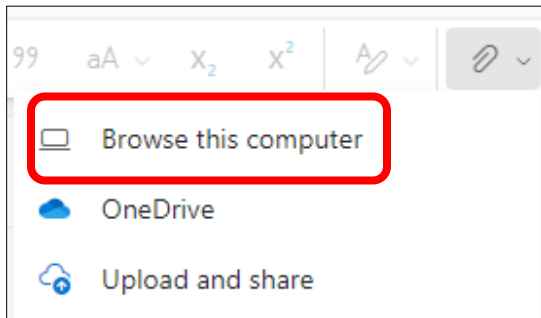 99 aA X₂ X²
Browse this computer
OneDrive
Upload and share